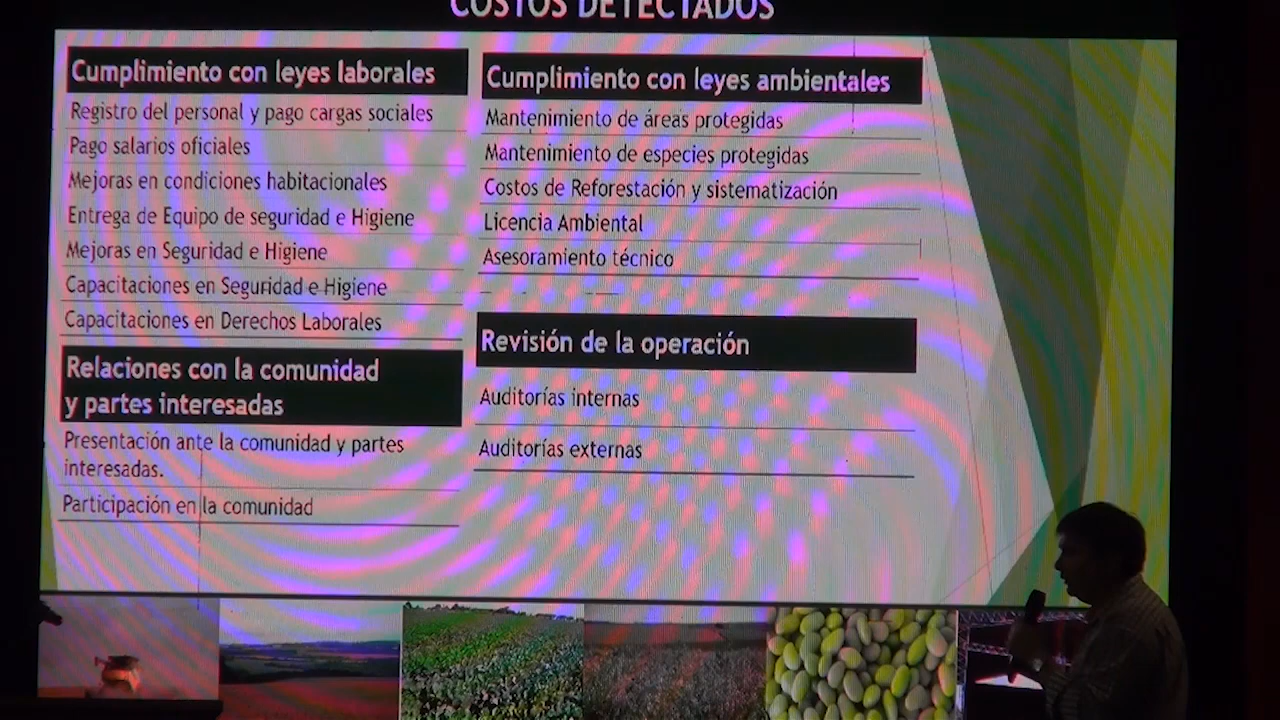 COSTOS DETECTADOS
Cumplimiento con leyes laborales
Registro del personal y pago cargas sociales
Pago salarios oficiales
Mejoras en condiciones habitacionales
Entrega de Equipo de seguridad e Higiene
Mejoras en Seguridad e Higiene
Capacitaciones en Seguridad e Higiene
Capacitaciones en Derechos Laborales
Relaciones con la comunidad
y partes interesadas
Presentación ante la comunidad y partes
interesadas.
Participación en la comunidad
Cumplimiento con leyes ambientales
Mantenimiento de áreas protegidas
Mantenimiento de especies protegidas
Costos de Reforestación y sistematización
Licencia Ambiental
Asesoramiento técnico
Revisión de la operación
Auditorías internas
Auditorías externas